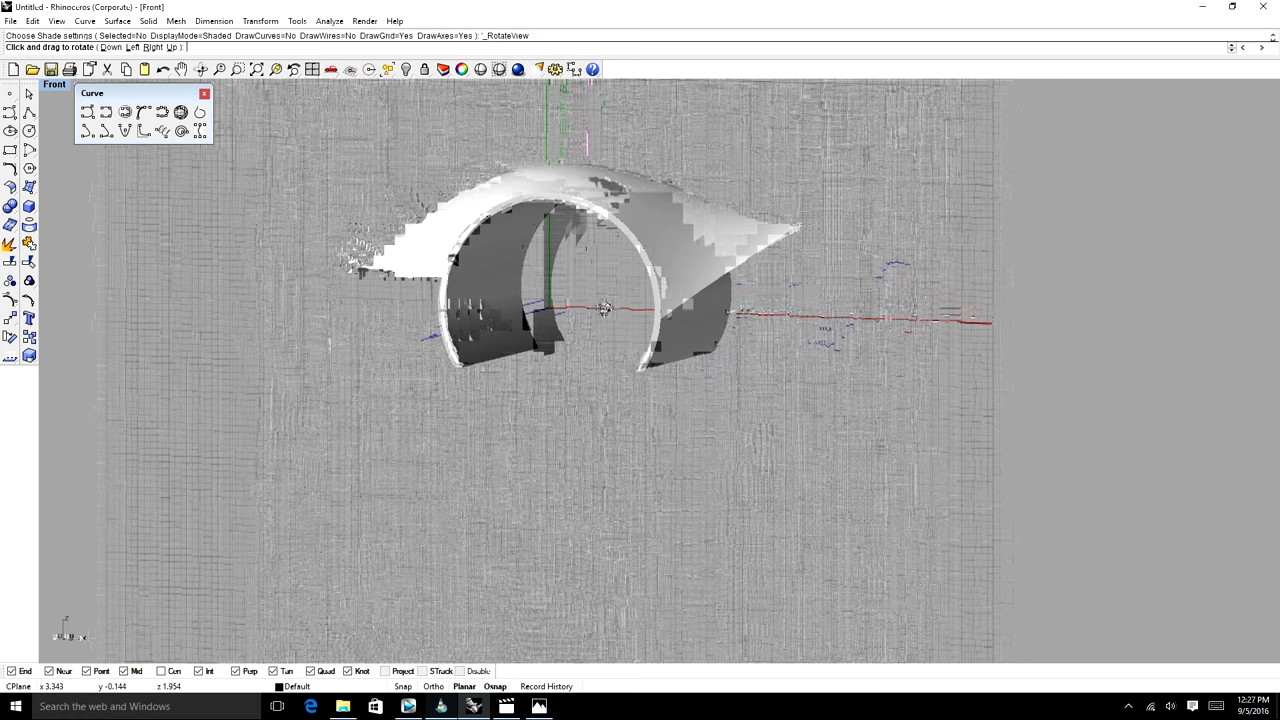 Untitled - Rhinoceros (Corporate) - [Front]
File Edit View Curve Surface Solid Mesh Dimension Transform Tools Analyze Render Help
Choose Shade settings ( Selected=No DisplayMode=Shaded DrawCurves=No DrawWires=No DrawGrid=Yes DrawAxes=Yes ): '_RotateView
Click and drag to rotate ( Down Left Right Up ):
Front
Curve
z
x
End Near Point Mid Cen Int Perp Tan Quad Knot Project STrack Disable
CPlane x 3.343 y -0.144 z 1.954 Default Snap Ortho Planar Osnap Record History
Search the web and Windows
12:27 PM
9/5/2016